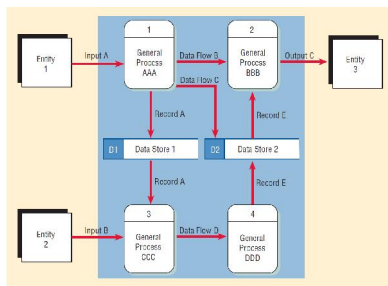 1
2
Entity
1
Input A
General
Process
AAA
Data Flow B
General
Process
BBB
Output C
Entity
3
Data Flow C
Record A
Record E
D1
Data Store 1
D2
Data Store 2
Record A
Record E
3
4
Entity
2
Input B
General
Process
CCC
Data Flow D
General
Process
DDD